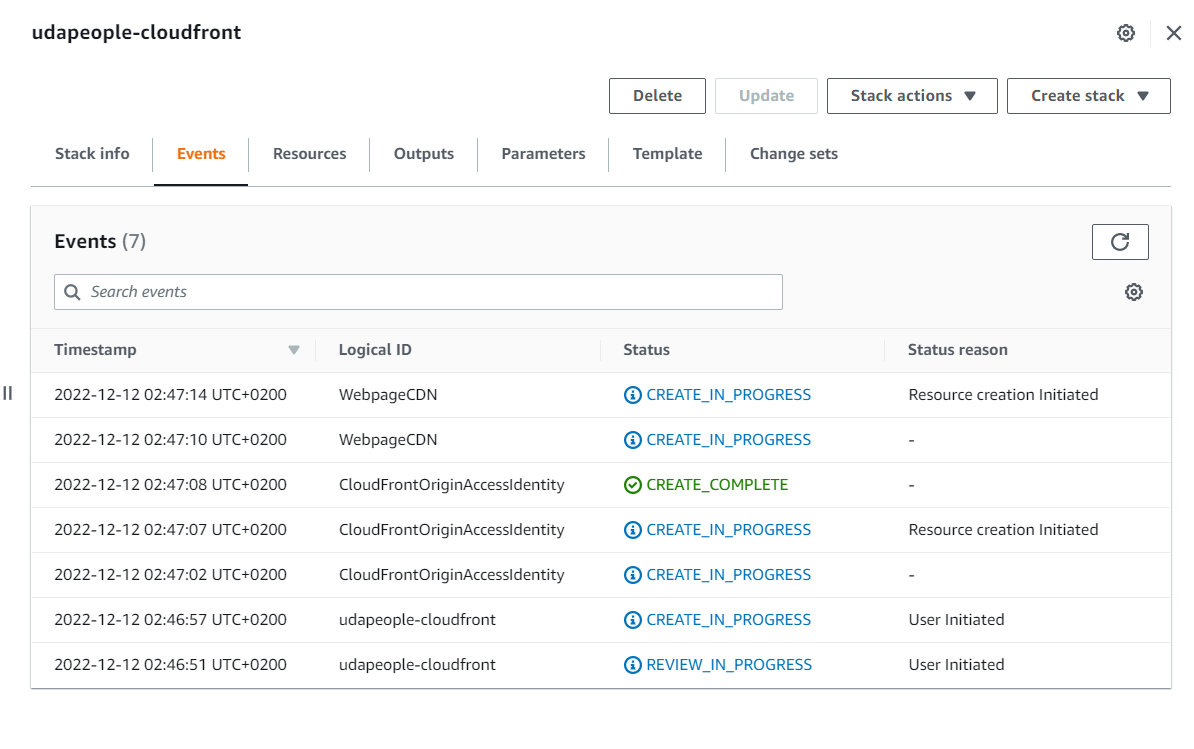 udapeople-cloudfront
Delete Update Stack actions Create stack
Stack info Events Resources Outputs Parameters Template Change sets
Events (7)
Search events
Timestamp Logical ID Status Status reason
2022-12-12 02:47:14 UTC+0200 WebpageCDN CREATE_IN_PROGRESS Resource creation Initiated
2022-12-12 02:47:10 UTC+0200 WebpageCDN CREATE_IN_PROGRESS -
2022-12-12 02:47:08 UTC+0200 CloudFrontOriginAccessIdentity CREATE_COMPLETE -
2022-12-12 02:47:07 UTC+0200 CloudFrontOriginAccessIdentity CREATE_IN_PROGRESS Resource creation Initiated
2022-12-12 02:47:02 UTC+0200 CloudFrontOriginAccessIdentity CREATE_IN_PROGRESS -
2022-12-12 02:46:57 UTC+0200 udapeople-cloudfront CREATE_IN_PROGRESS User Initiated
2022-12-12 02:46:51 UTC+0200 udapeople-cloudfront REVIEW_IN_PROGRESS User Initiated